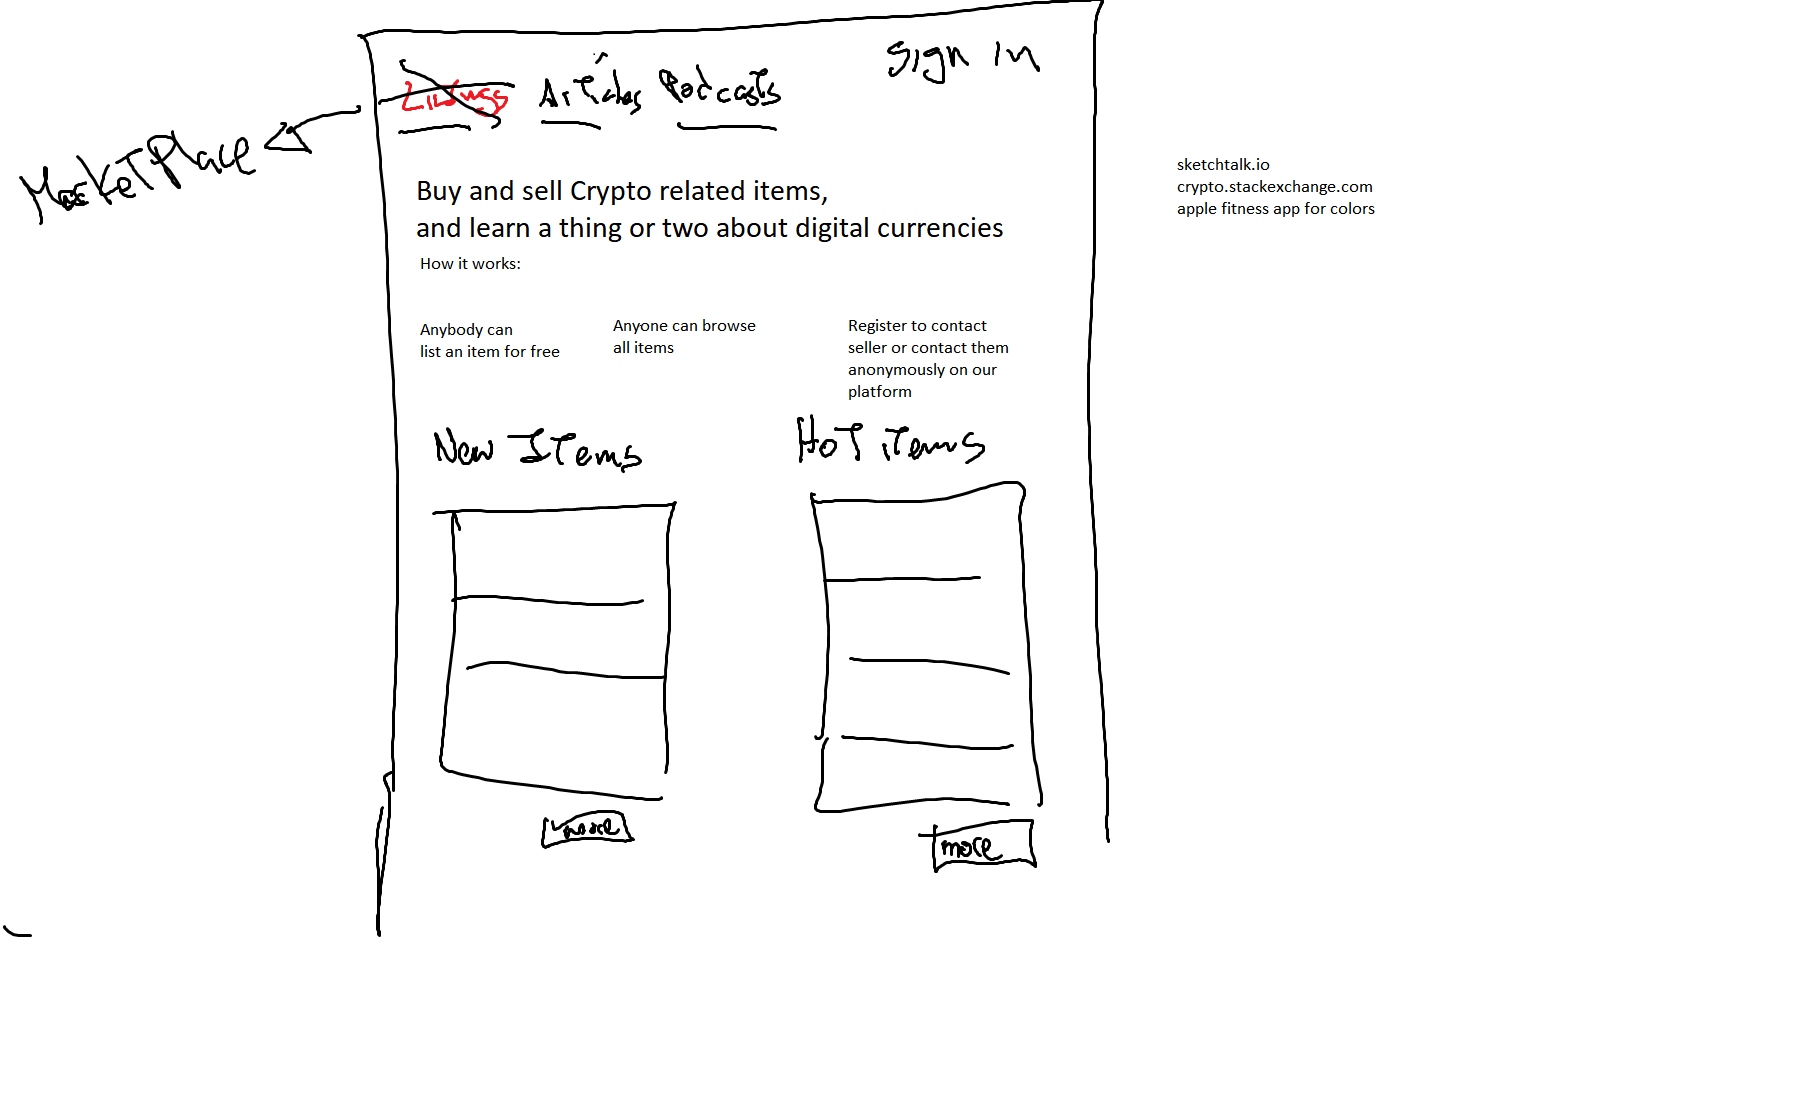 Sign In
Listings Articles Podcasts
MarketPlace
sketchtalk.io
crypto.stackexchange.com
apple fitness app for colors
Buy and sell Crypto related items,
and learn a thing or two about digital currencies
How it works:
Anybody can
list an item for free
Anyone can browse
all items
Register to contact
seller or contact them
anonymously on our
platform
New Items
Hot items
more
more